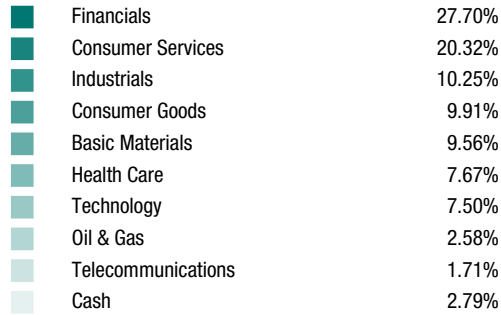 Financials 27.70%
Consumer Services 20.32%
Industrials 10.25%
Consumer Goods 9.91%
Basic Materials 9.56%
Health Care 7.67%
Technology 7.50%
Oil & Gas 2.58%
Telecommunications 1.71%
Cash 2.79%